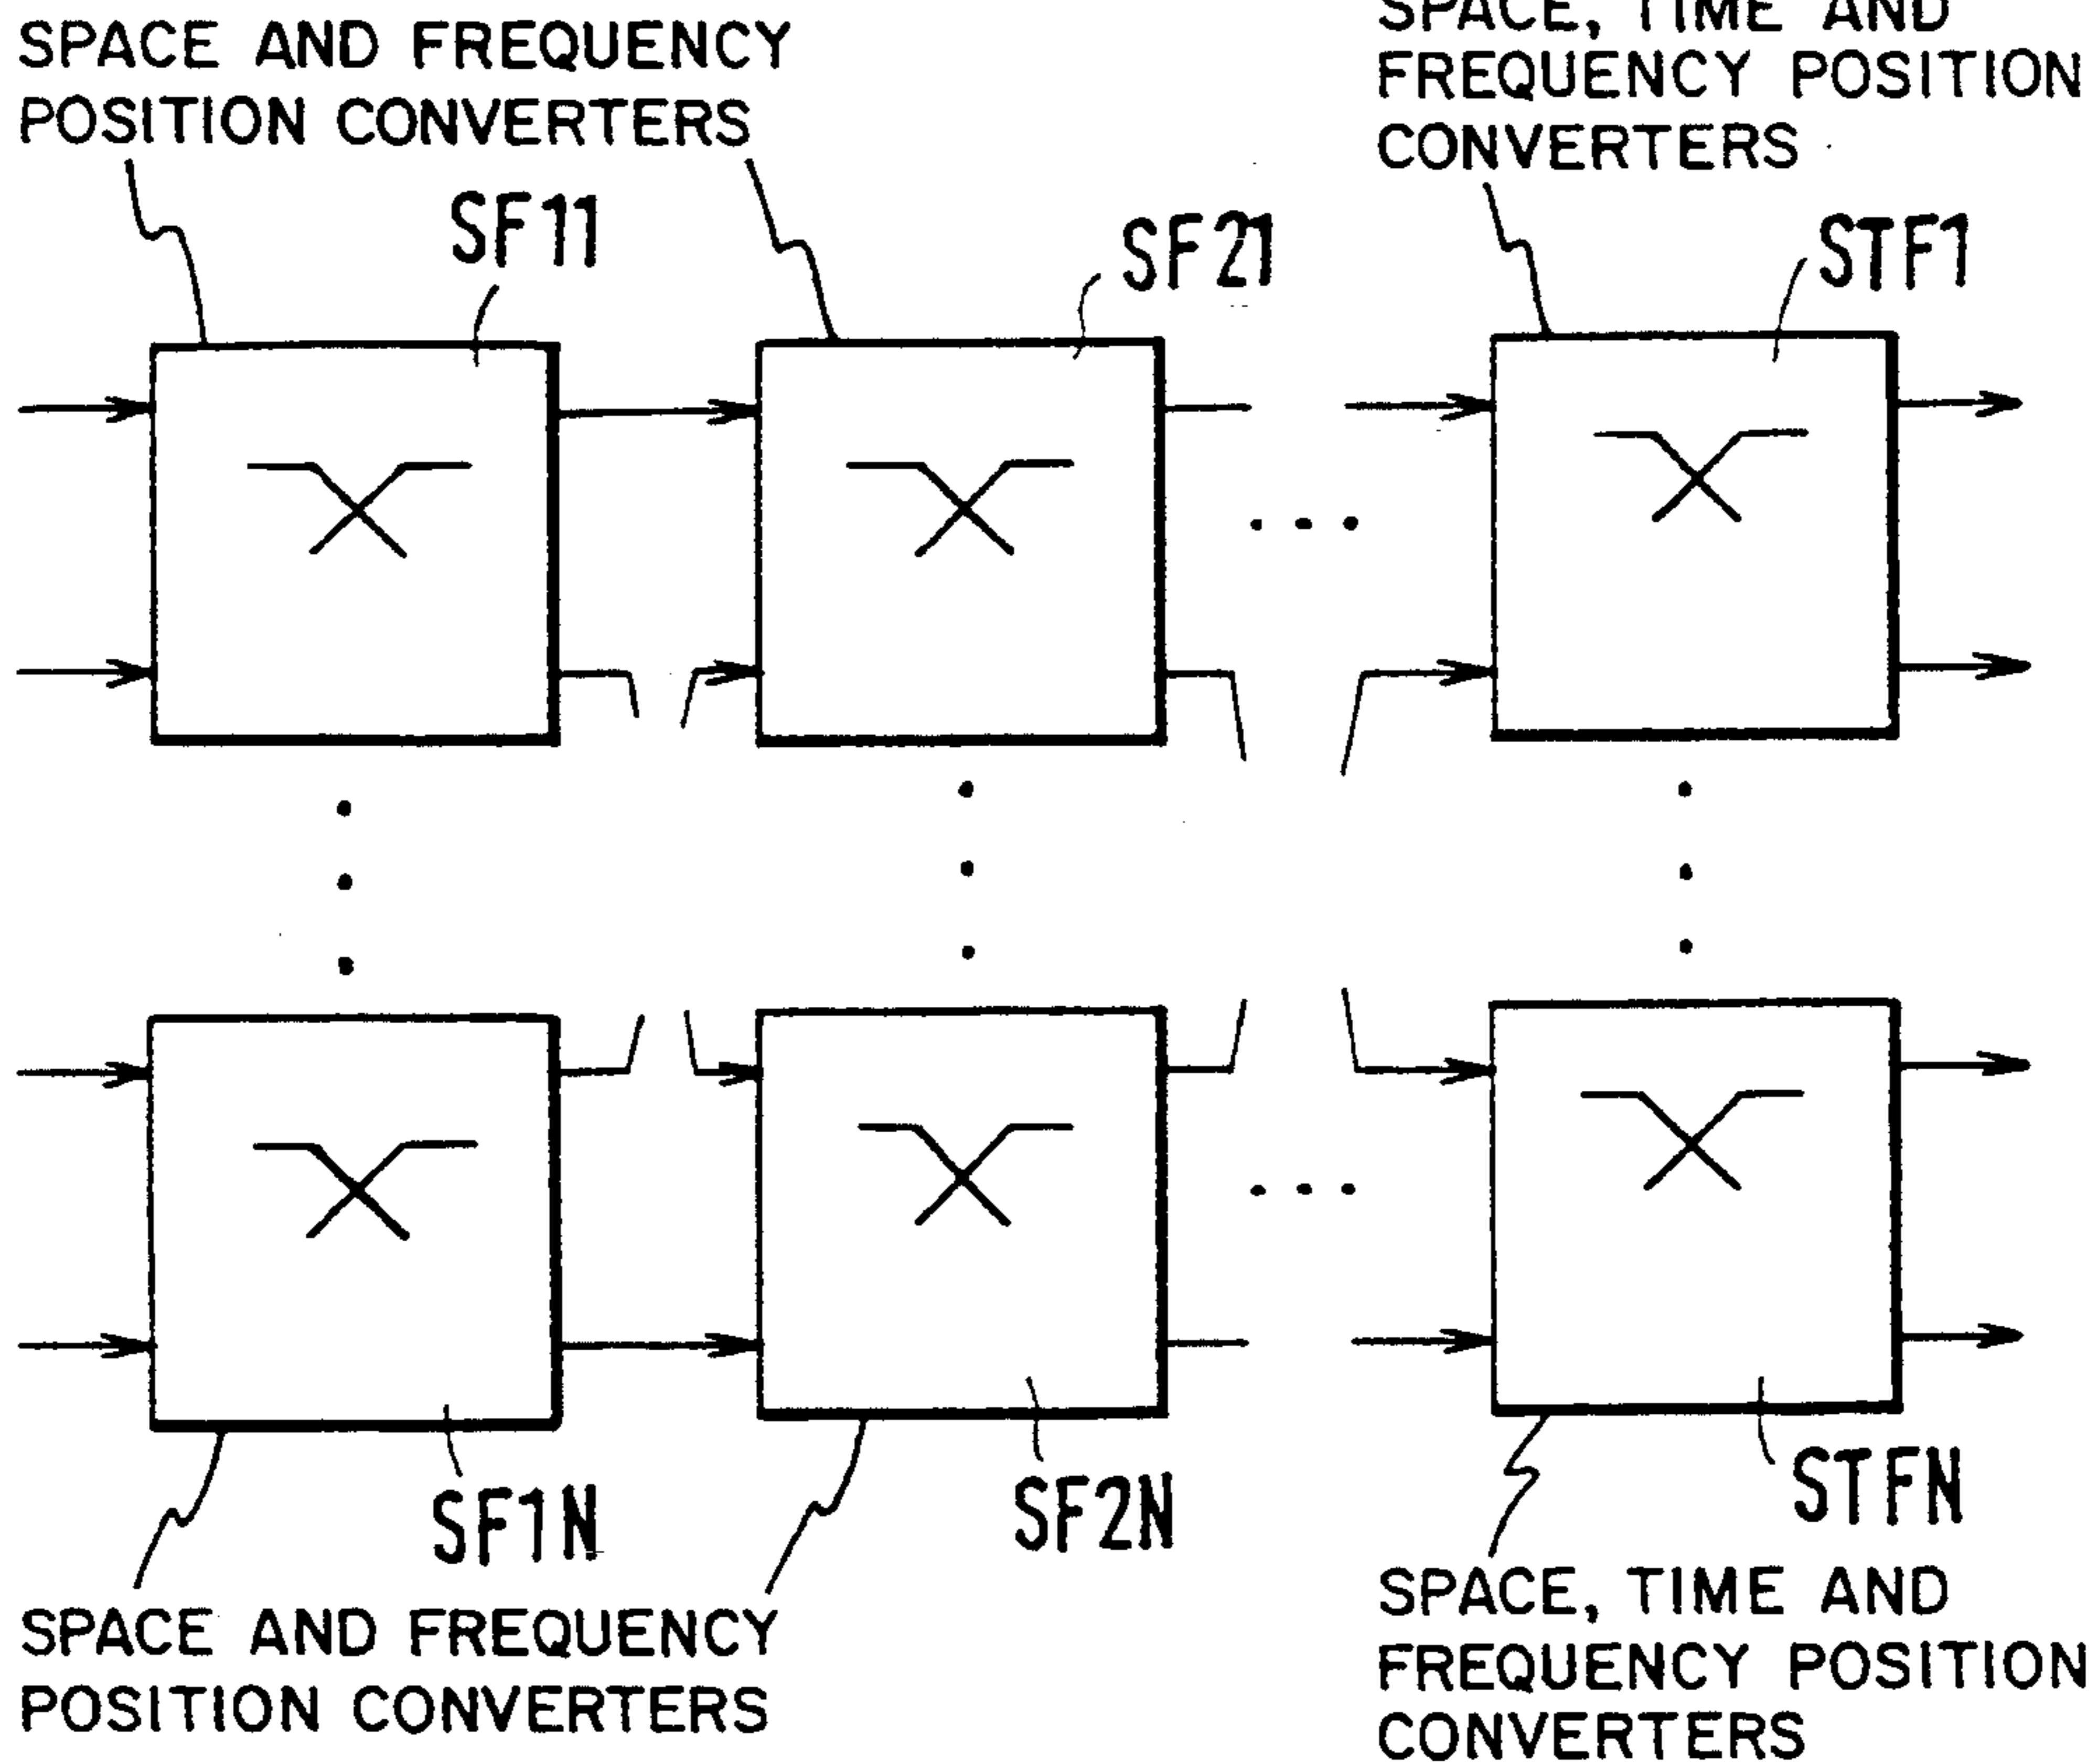 SPACE AND FREQUENCY
POSITION CONVERTERS
SPACE, TIME AND
FREQUENCY POSITION
CONVERTERS
SF11
SF21
STF1
SF1N
SF2N
STFN
SPACE AND FREQUENCY
POSITION CONVERTERS
SPACE, TIME AND
FREQUENCY POSITION
CONVERTERS